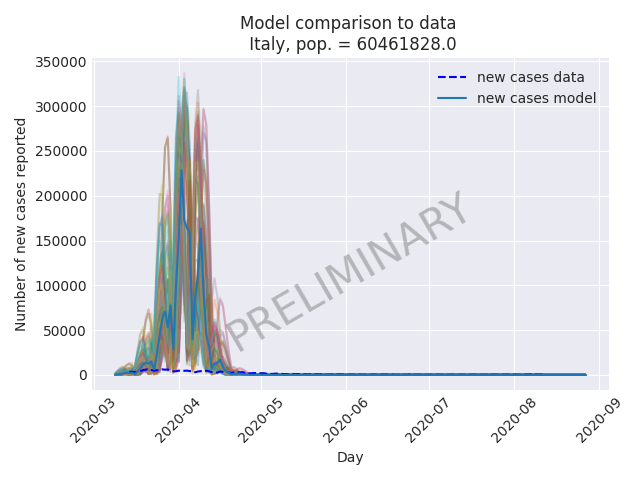 Model comparison to data
Italy, pop. = 60461828.0
350000
300000
250000
200000
150000
100000
50000
0
Number of new cases reported
new cases data
new cases model
PRELIMINARY
2020-03
2020-04
2020-05
2020-06
2020-07
2020-08
2020-09
Day